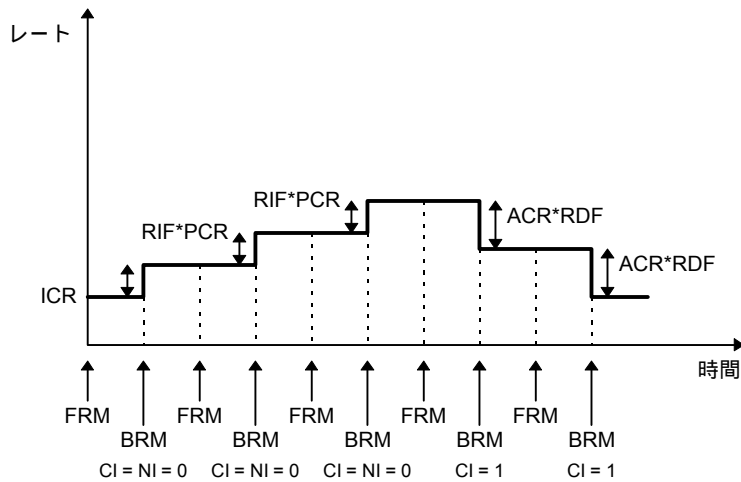 レート
RIF*PCR
RIF*PCR
ACR*RDF
ACR*RDF
ICR
時間
FRM FRM FRM FRM FRM
BRM BRM BRM BRM BRM
CI = NI = 0 CI = NI = 0 CI = NI = 0 CI = 1 CI = 1